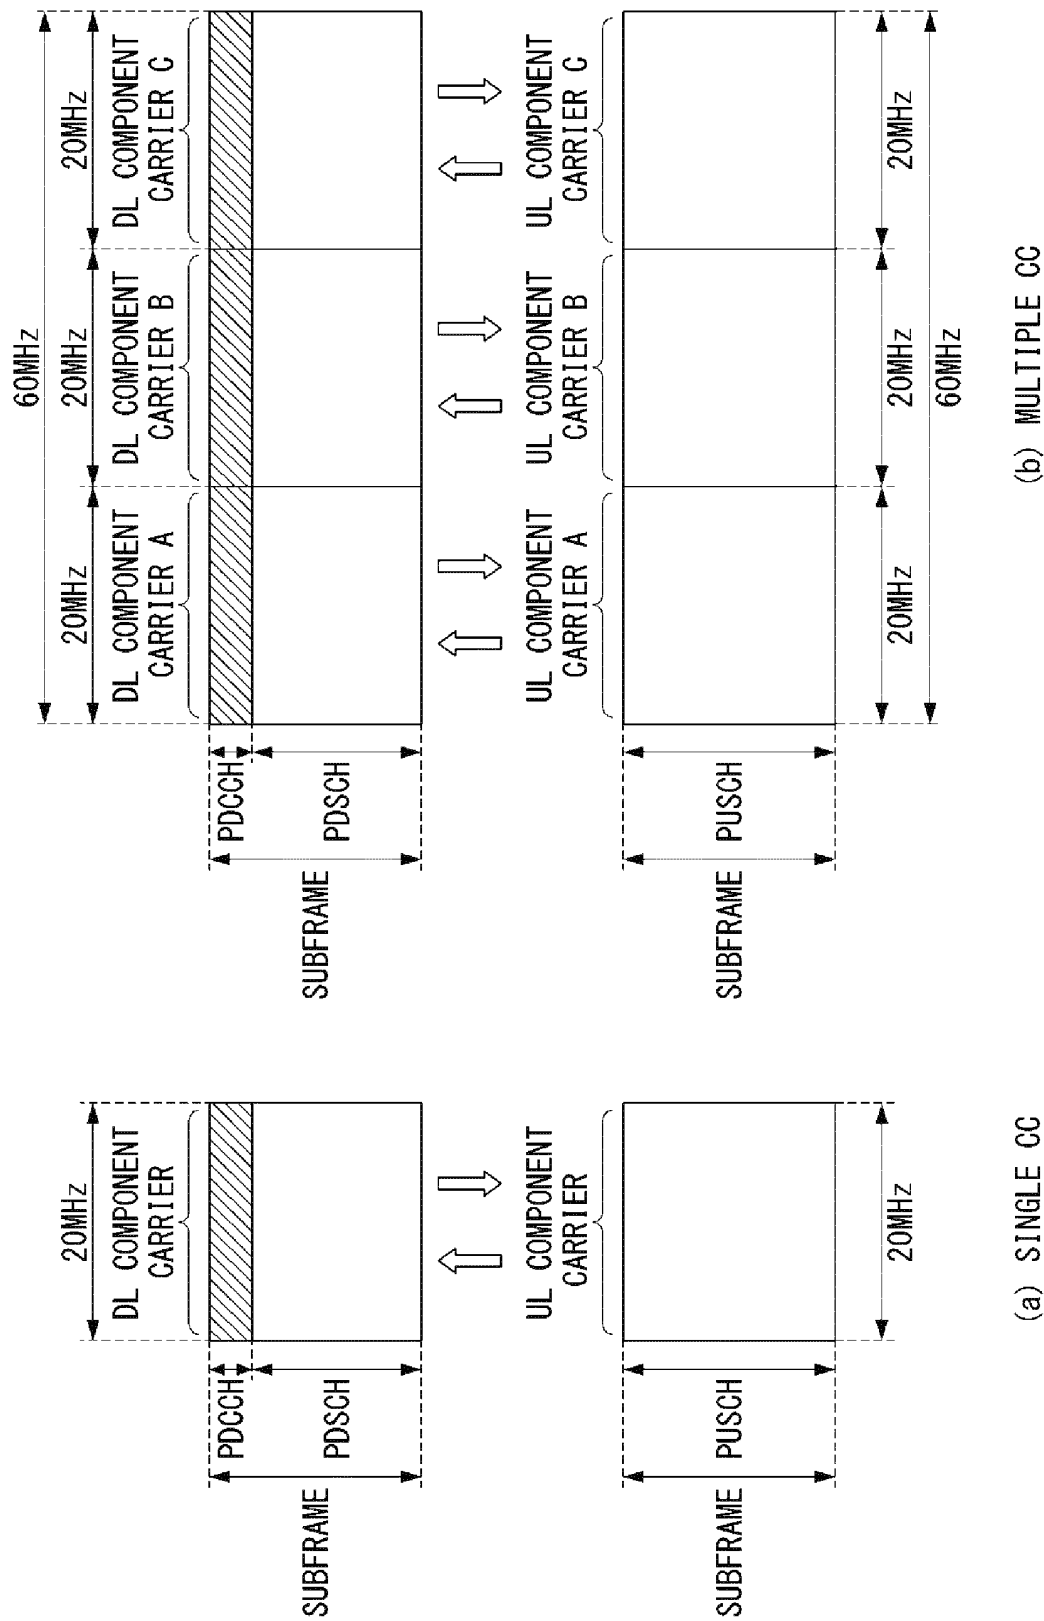 20MHz
DL COMPONENT
CARRIER
PDCCH
PDSCH
SUBFRAME
UL COMPONENT
CARRIER
PUSCH
SUBFRAME
20MHz
(a) SINGLE CC
60MHz
20MHz
20MHz
20MHz
DL COMPONENT
CARRIER A
DL COMPONENT
CARRIER B
DL COMPONENT
CARRIER C
PDCCH
PDSCH
SUBFRAME
UL COMPONENT
CARRIER A
UL COMPONENT
CARRIER B
UL COMPONENT
CARRIER C
PUSCH
SUBFRAME
20MHz
20MHz
20MHz
60MHz
(b) MULTIPLE CC